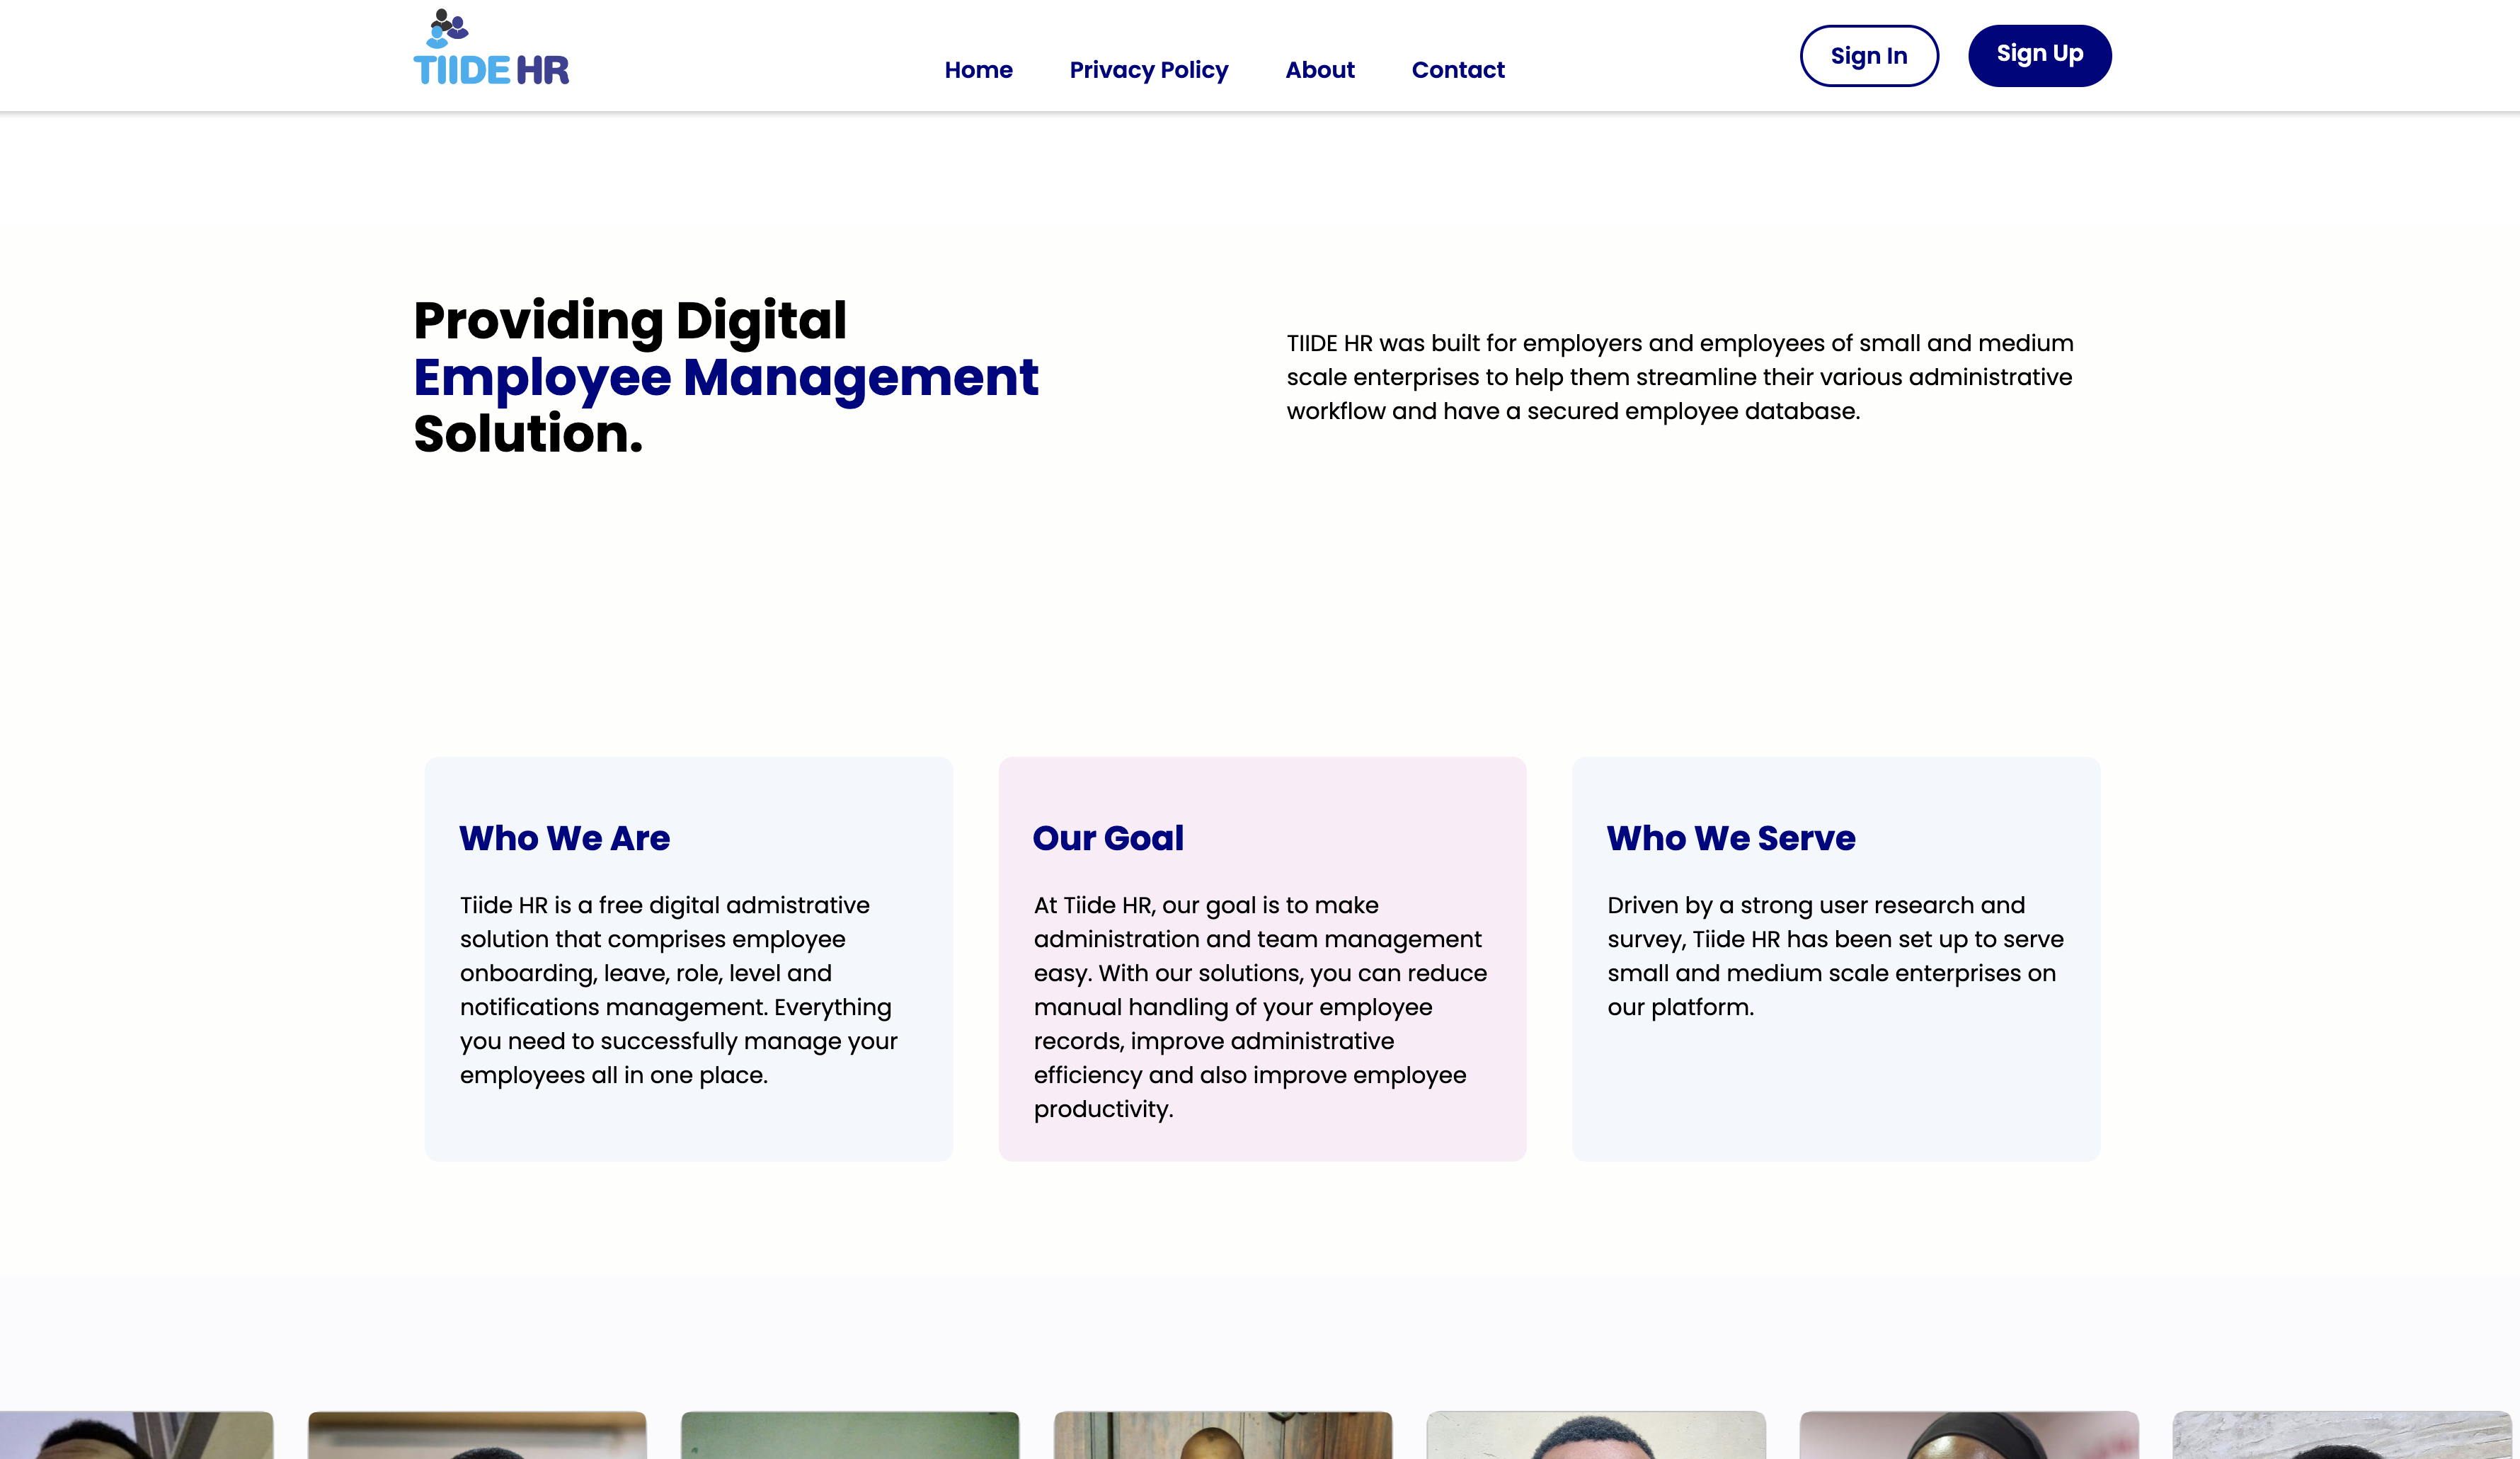 TIIDE HR
Home
Privacy Policy
About
Contact
Sign In
Sign Up
Providing Digital
Employee Management
Solution.
TIIDE HR was built for employers and employees of small and medium
scale enterprises to help them streamline their various administrative
workflow and have a secured employee database.
Who We Are
Tiide HR is a free digital admistrative
solution that comprises employee
onboarding, leave, role, level and
notifications management. Everything
you need to successfully manage your
employees all in one place.
Our Goal
At Tiide HR, our goal is to make
administration and team management
easy. With our solutions, you can reduce
manual handling of your employee
records, improve administrative
efficiency and also improve employee
productivity.
Who We Serve
Driven by a strong user research and
survey, Tiide HR has been set up to serve
small and medium scale enterprises on
our platform.